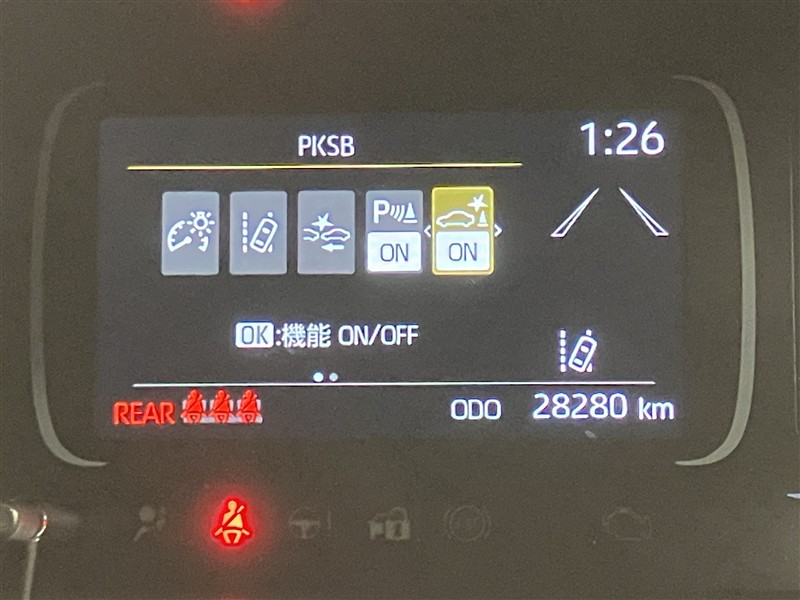 PKSB
1:26
P
ON
ON
OK:機能 ON/OFF
REAR
ODO 28280 km